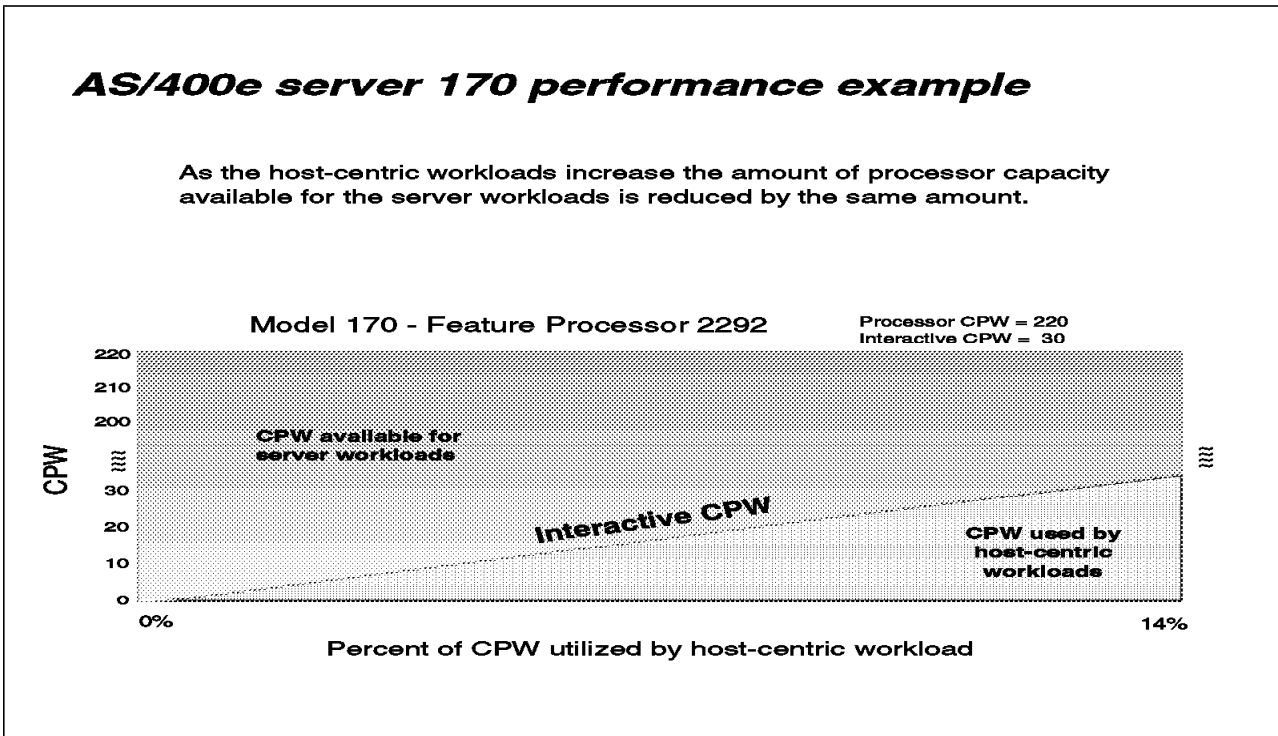 AS/400e server 170 performance example
As the host-centric workloads increase the amount of processor capacity
available for the server workloads is reduced by the same amount.
Model 170 - Feature Processor 2292
Processor CPW = 220
Interactive CPW = 30
220
210
200
30
20
10
0
CPW
CPW available for
server workloads
Interactive CPW
CPW used by
host-centric
workloads
0%
14%
Percent of CPW utilized by host-centric workload